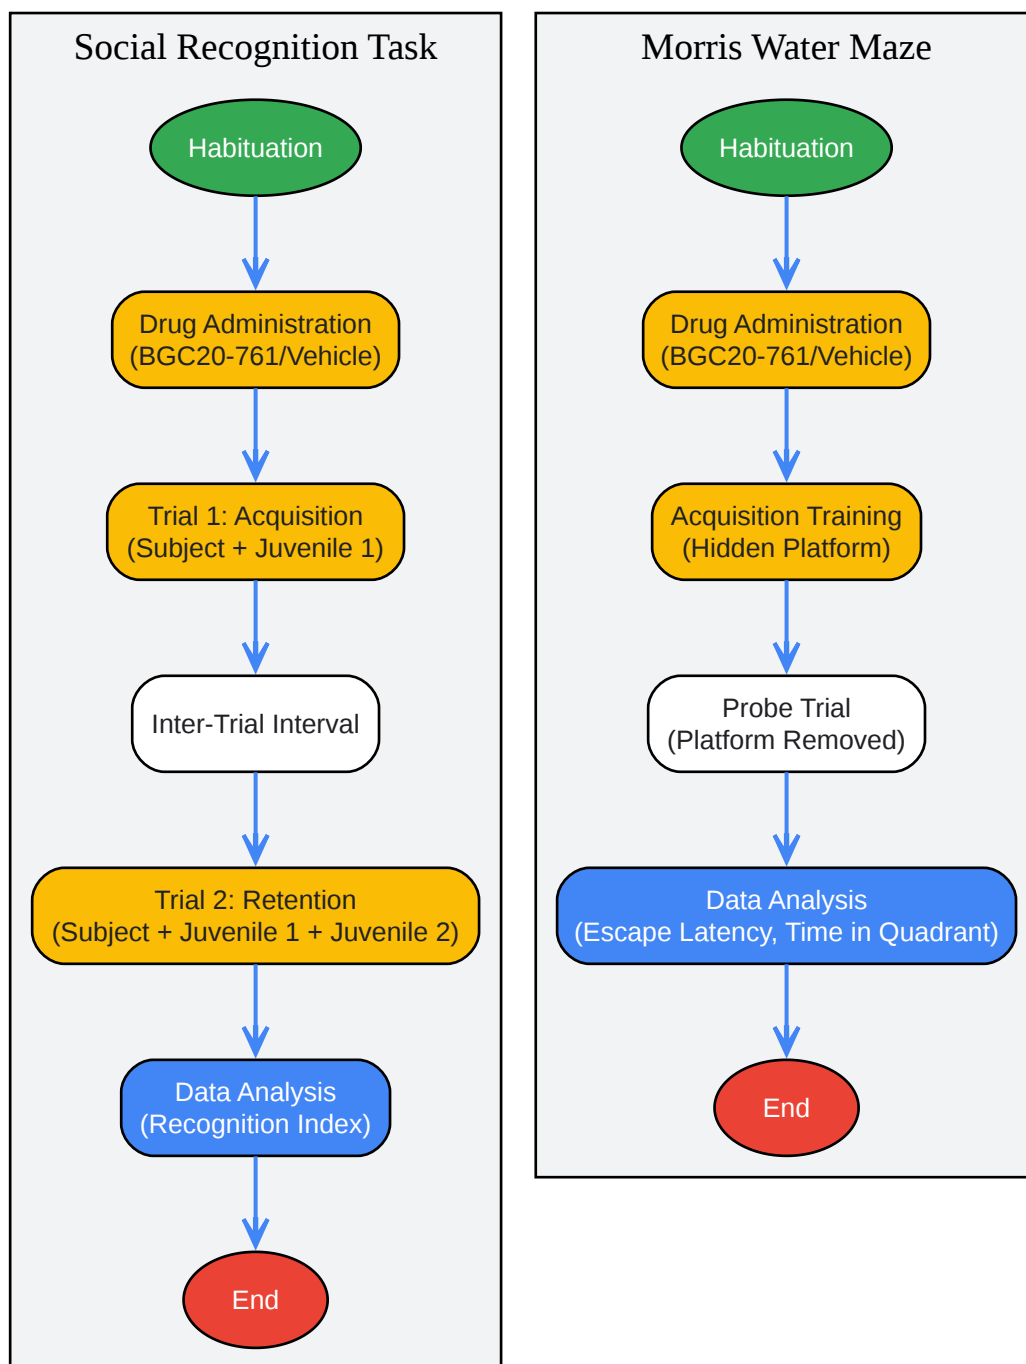 Social Recognition Task
Habituation
Drug Administration
(BGC20-761/Vehicle)
Trial 1: Acquisition
(Subject + Juvenile 1)
Inter-Trial Interval
Trial 2: Retention
(Subject + Juvenile 1 + Juvenile 2)
Data Analysis
(Recognition Index)
End
Morris Water Maze
Habituation
Drug Administration
(BGC20-761/Vehicle)
Acquisition Training
(Hidden Platform)
Probe Trial
(Platform Removed)
Data Analysis
(Escape Latency, Time in Quadrant)
End